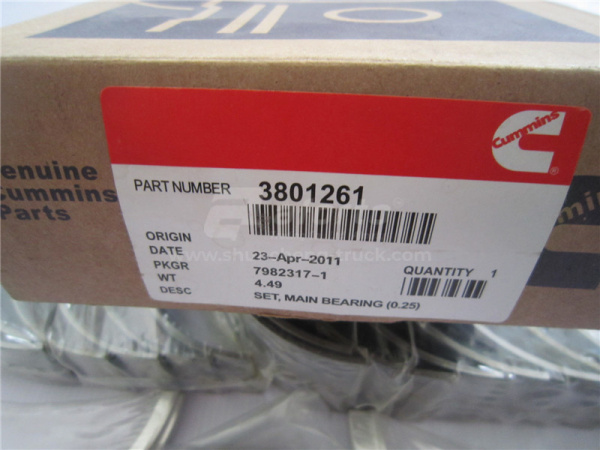 Cummins
®
PART NUMBER 3801261
ORIGIN
DATE 23-Apr-2011
PKGR 7982317-1
QUANTITY 1
WT 4.49
DESC SET, MAIN BEARING (0.25)
enuine
ummins
Parts
Cummins